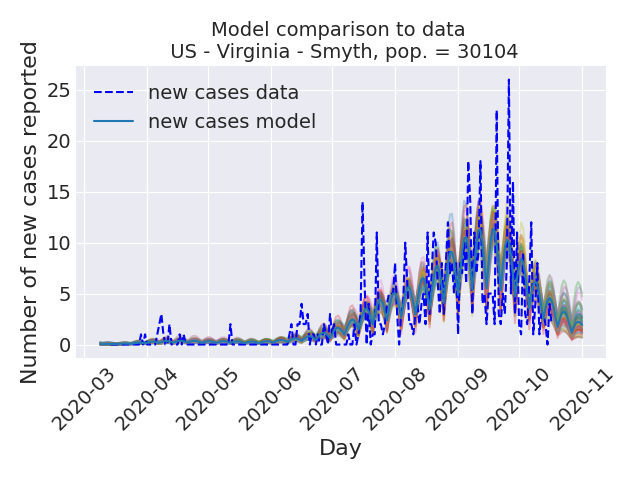 Model comparison to data
US - Virginia - Smyth, pop. = 30104
Number of new cases reported
25
20
15
10
5
0
new cases data
new cases model
2020-03
2020-04
2020-05
2020-06
2020-07
2020-08
2020-09
2020-10
2020-11
Day